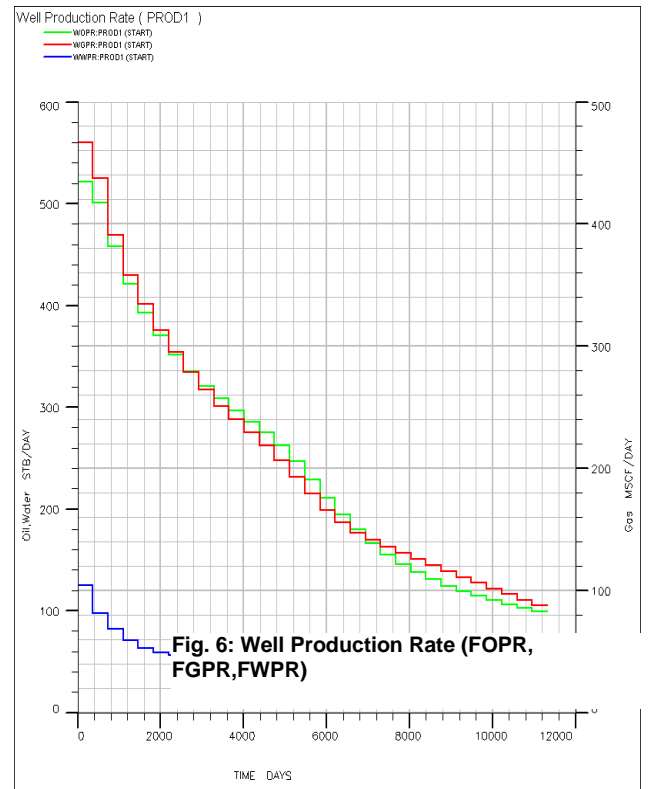 Well Production Rate ( PROD1 )
WOPR:PROD1 (START)
WGPR:PROD1 (START)
WWPR:PROD1 (START)
600
500
500
400
400
300
300
200
200
100
100
0
0
Oil,Water STB/DAY
Gas MSCF/DAY
Fig. 6: Well Production Rate (FOPR,
FGPR,FWPR)
0 2000 4000 6000 8000 10000 12000
TIME DAYS